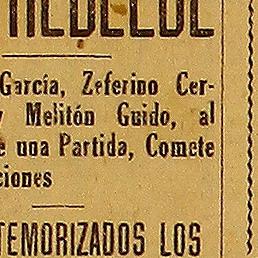 García, Zeferino Cer-
y Melitón Guido, al
e una Partida, Comete
ciones
TEMORIZADOS LOS